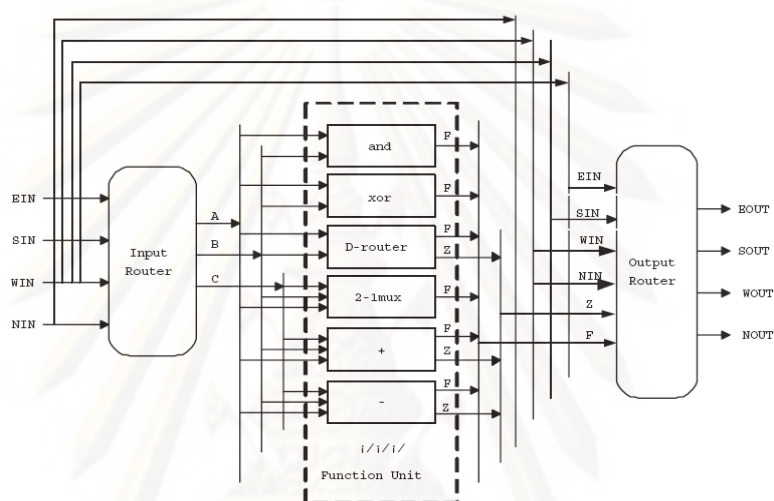 EIN
SIN
WIN
NIN
Input
Router
A
B
C
and
F
xor
F
D-router
F
Z
2-1mux
F
+
F
Z
-
F
Z
i/i/i/
Function Unit
EIN
SIN
WIN
NIN
Z
F
Output
Router
EOUT
SOUT
WOUT
NOUT